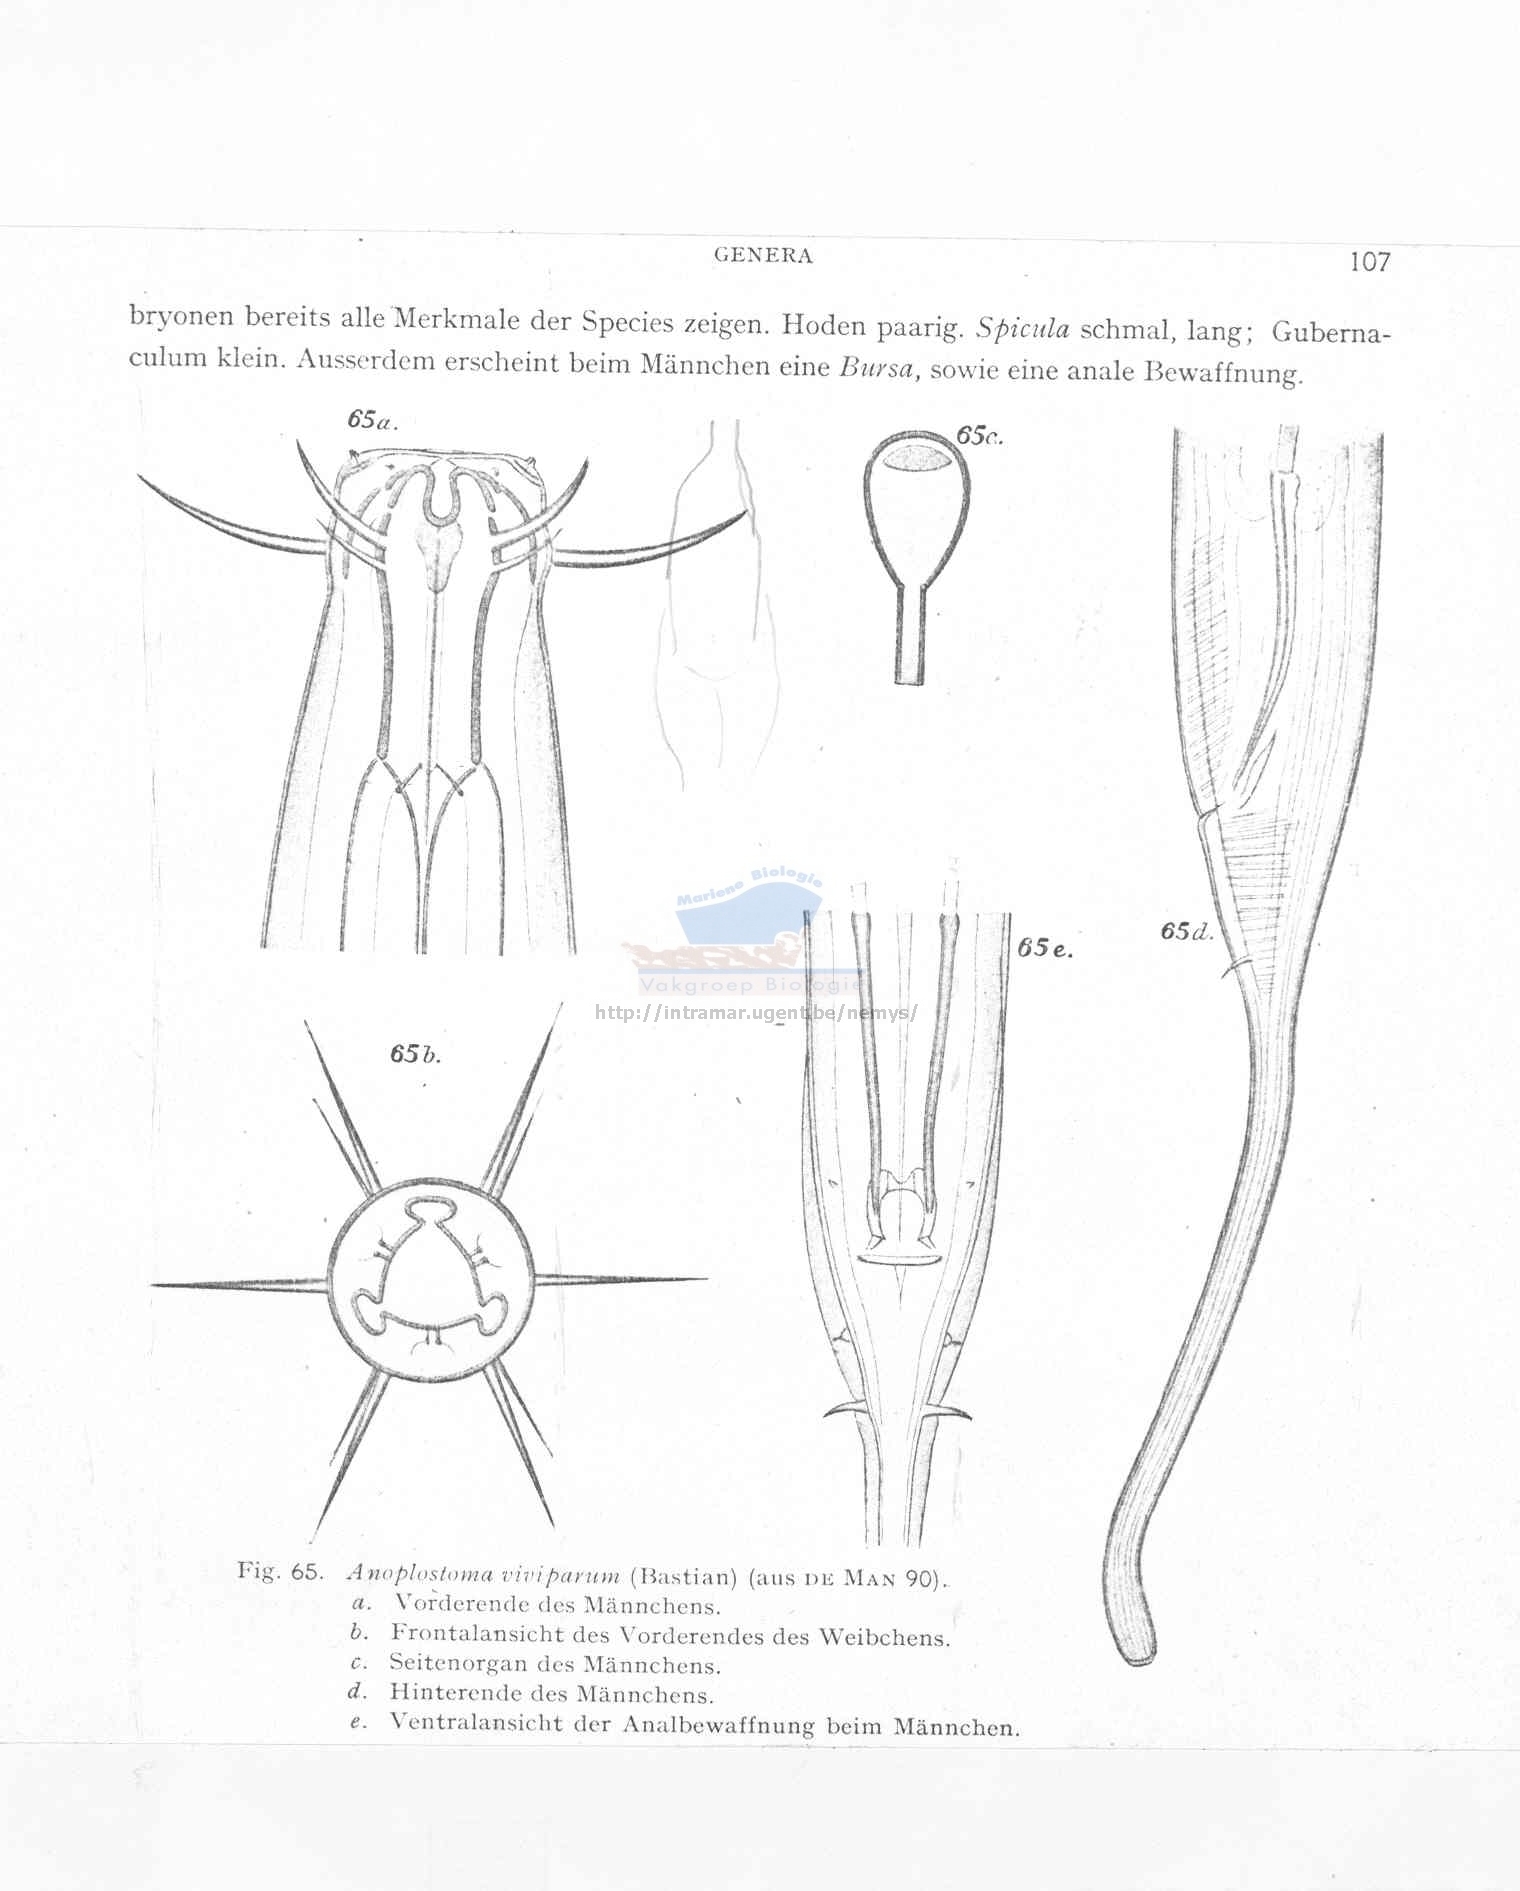 GENERA
107
bryonen bereits alle Merkmale der Species zeigen. Hoden paarig. Spicula schmal, lang; Guberna-
culum klein. Ausserdem erscheint beim Männchen eine Bursa, sowie eine anale Bewaffnung.
65a.
65c.
65d.
65e.
Mariene Biologie
Vakgroep Biologie
http://intramar.ugent.be/nemys/
65b.
Fig. 65. Anoplostoma viviparum (Bastian) (aus DE MAN 90).
a. Vorderende des Männchens.
b. Frontalansicht des Vorderendes des Weibchens.
c. Seitenorgan des Männchens.
d. Hinterende des Männchens.
e. Ventralansicht der Analbewaffnung beim Männchen.